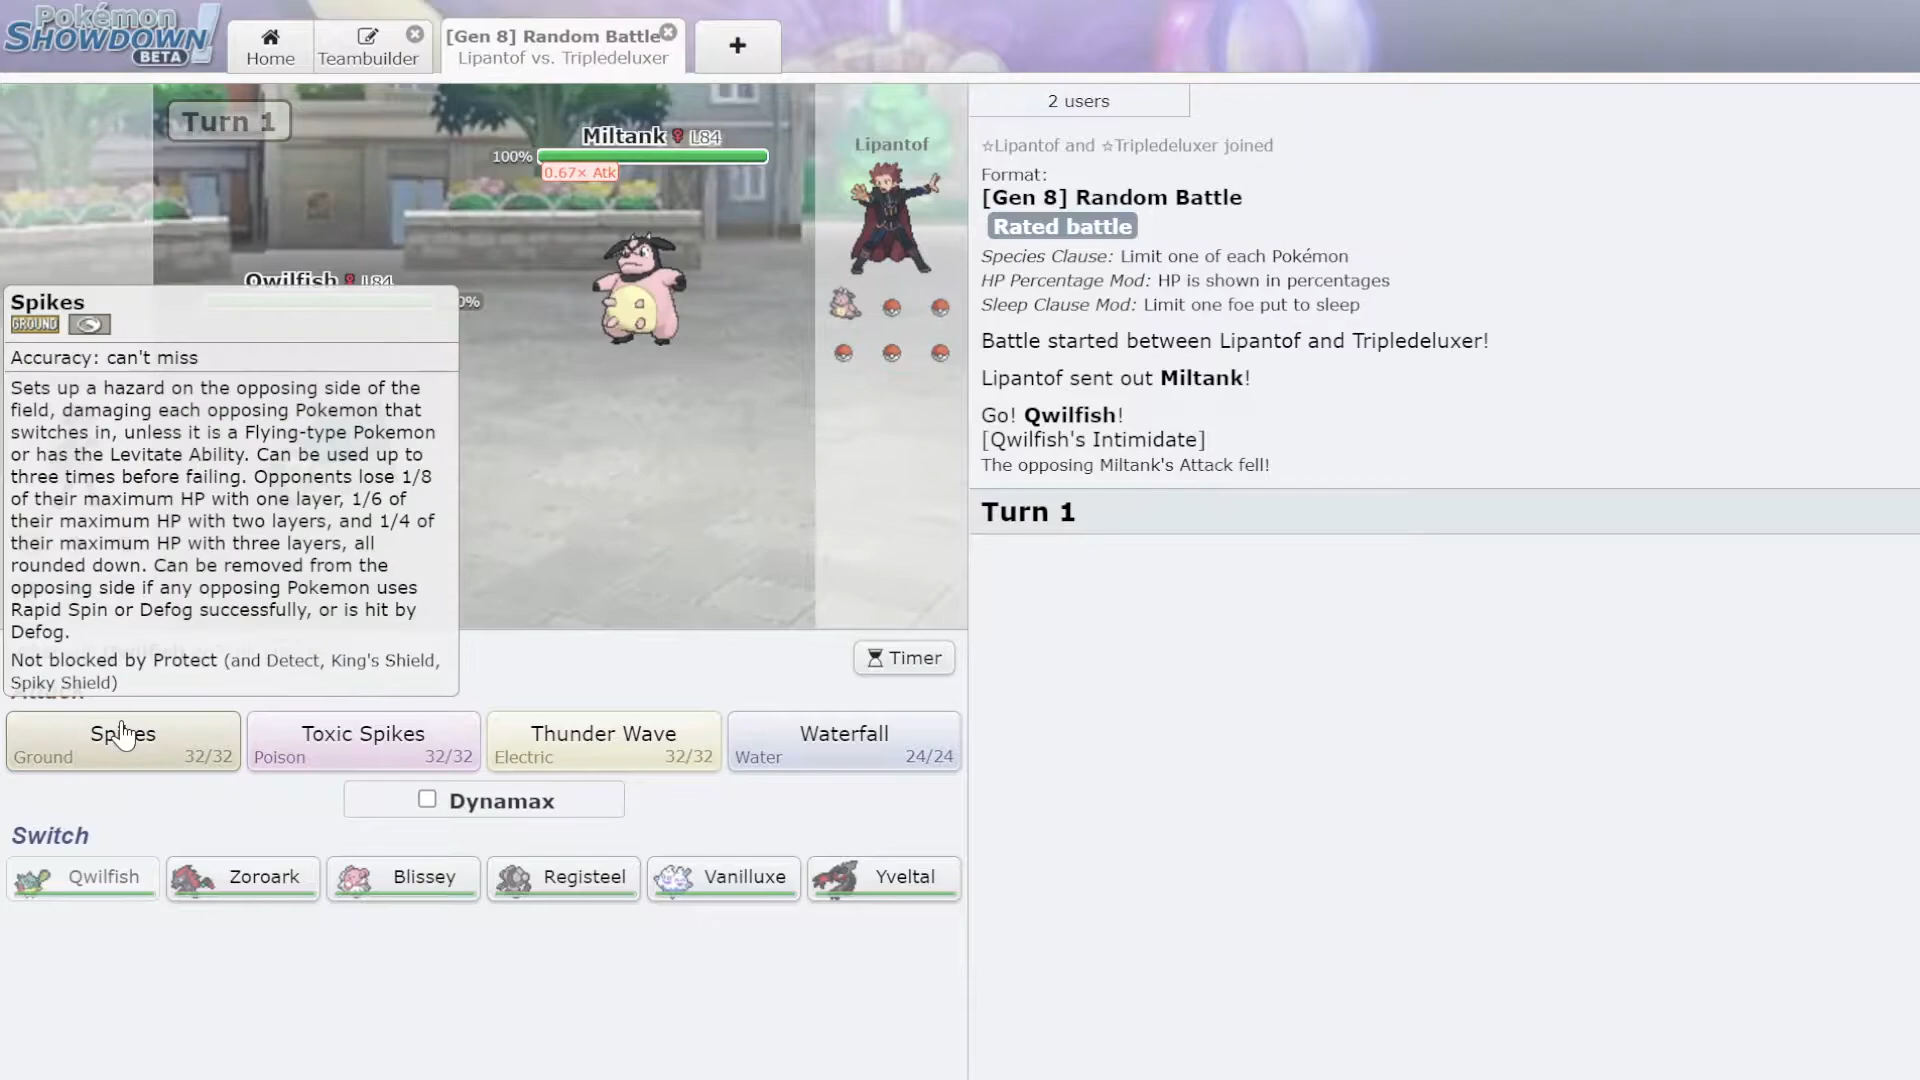 Pokémon
SHOWDOWN!
BETA
Home
Teambuilder
[Gen 8] Random Battle
Lipantof vs. Tripledeluxer
+
Turn 1
Miltank L84
100%
0.67× Atk
Qwilfish L84
0%
Lipantof
Spikes
GROUND
Accuracy: can't miss
Sets up a hazard on the opposing side of the
field, damaging each opposing Pokemon that
switches in, unless it is a Flying-type Pokemon
or has the Levitate Ability. Can be used up to
three times before failing. Opponents lose 1/8
of their maximum HP with one layer, 1/6 of
their maximum HP with two layers, and 1/4 of
their maximum HP with three layers, all
rounded down. Can be removed from the
opposing side if any opposing Pokemon uses
Rapid Spin or Defog successfully, or is hit by
Defog.
Not blocked by Protect (and Detect, King's Shield,
Spiky Shield)
Timer
Spikes
Ground 32/32
Toxic Spikes
Poison 32/32
Thunder Wave
Electric 32/32
Waterfall
Water 24/24
Dynamax
Switch
Qwilfish
Zoroark
Blissey
Registeel
Vanilluxe
Yveltal
2 users
☆Lipantof and ☆Tripledeluxer joined
Format:
[Gen 8] Random Battle
Rated battle
Species Clause: Limit one of each Pokémon
HP Percentage Mod: HP is shown in percentages
Sleep Clause Mod: Limit one foe put to sleep
Battle started between Lipantof and Tripledeluxer!
Lipantof sent out Miltank!
Go! Qwilfish!
[Qwilfish's Intimidate]
The opposing Miltank's Attack fell!
Turn 1